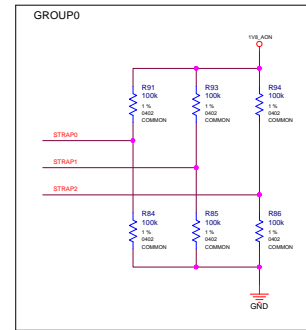 GROUP0
1V8_AON
R91
100k
1 %
0402
COMMON
R93
100k
1 %
0402
COMMON
R94
100k
1 %
0402
COMMON
STRAP0
STRAP1
STRAP2
R84
100k
1 %
0402
COMMON
R85
100k
1 %
0402
COMMON
R86
100k
1 %
0402
COMMON
GND